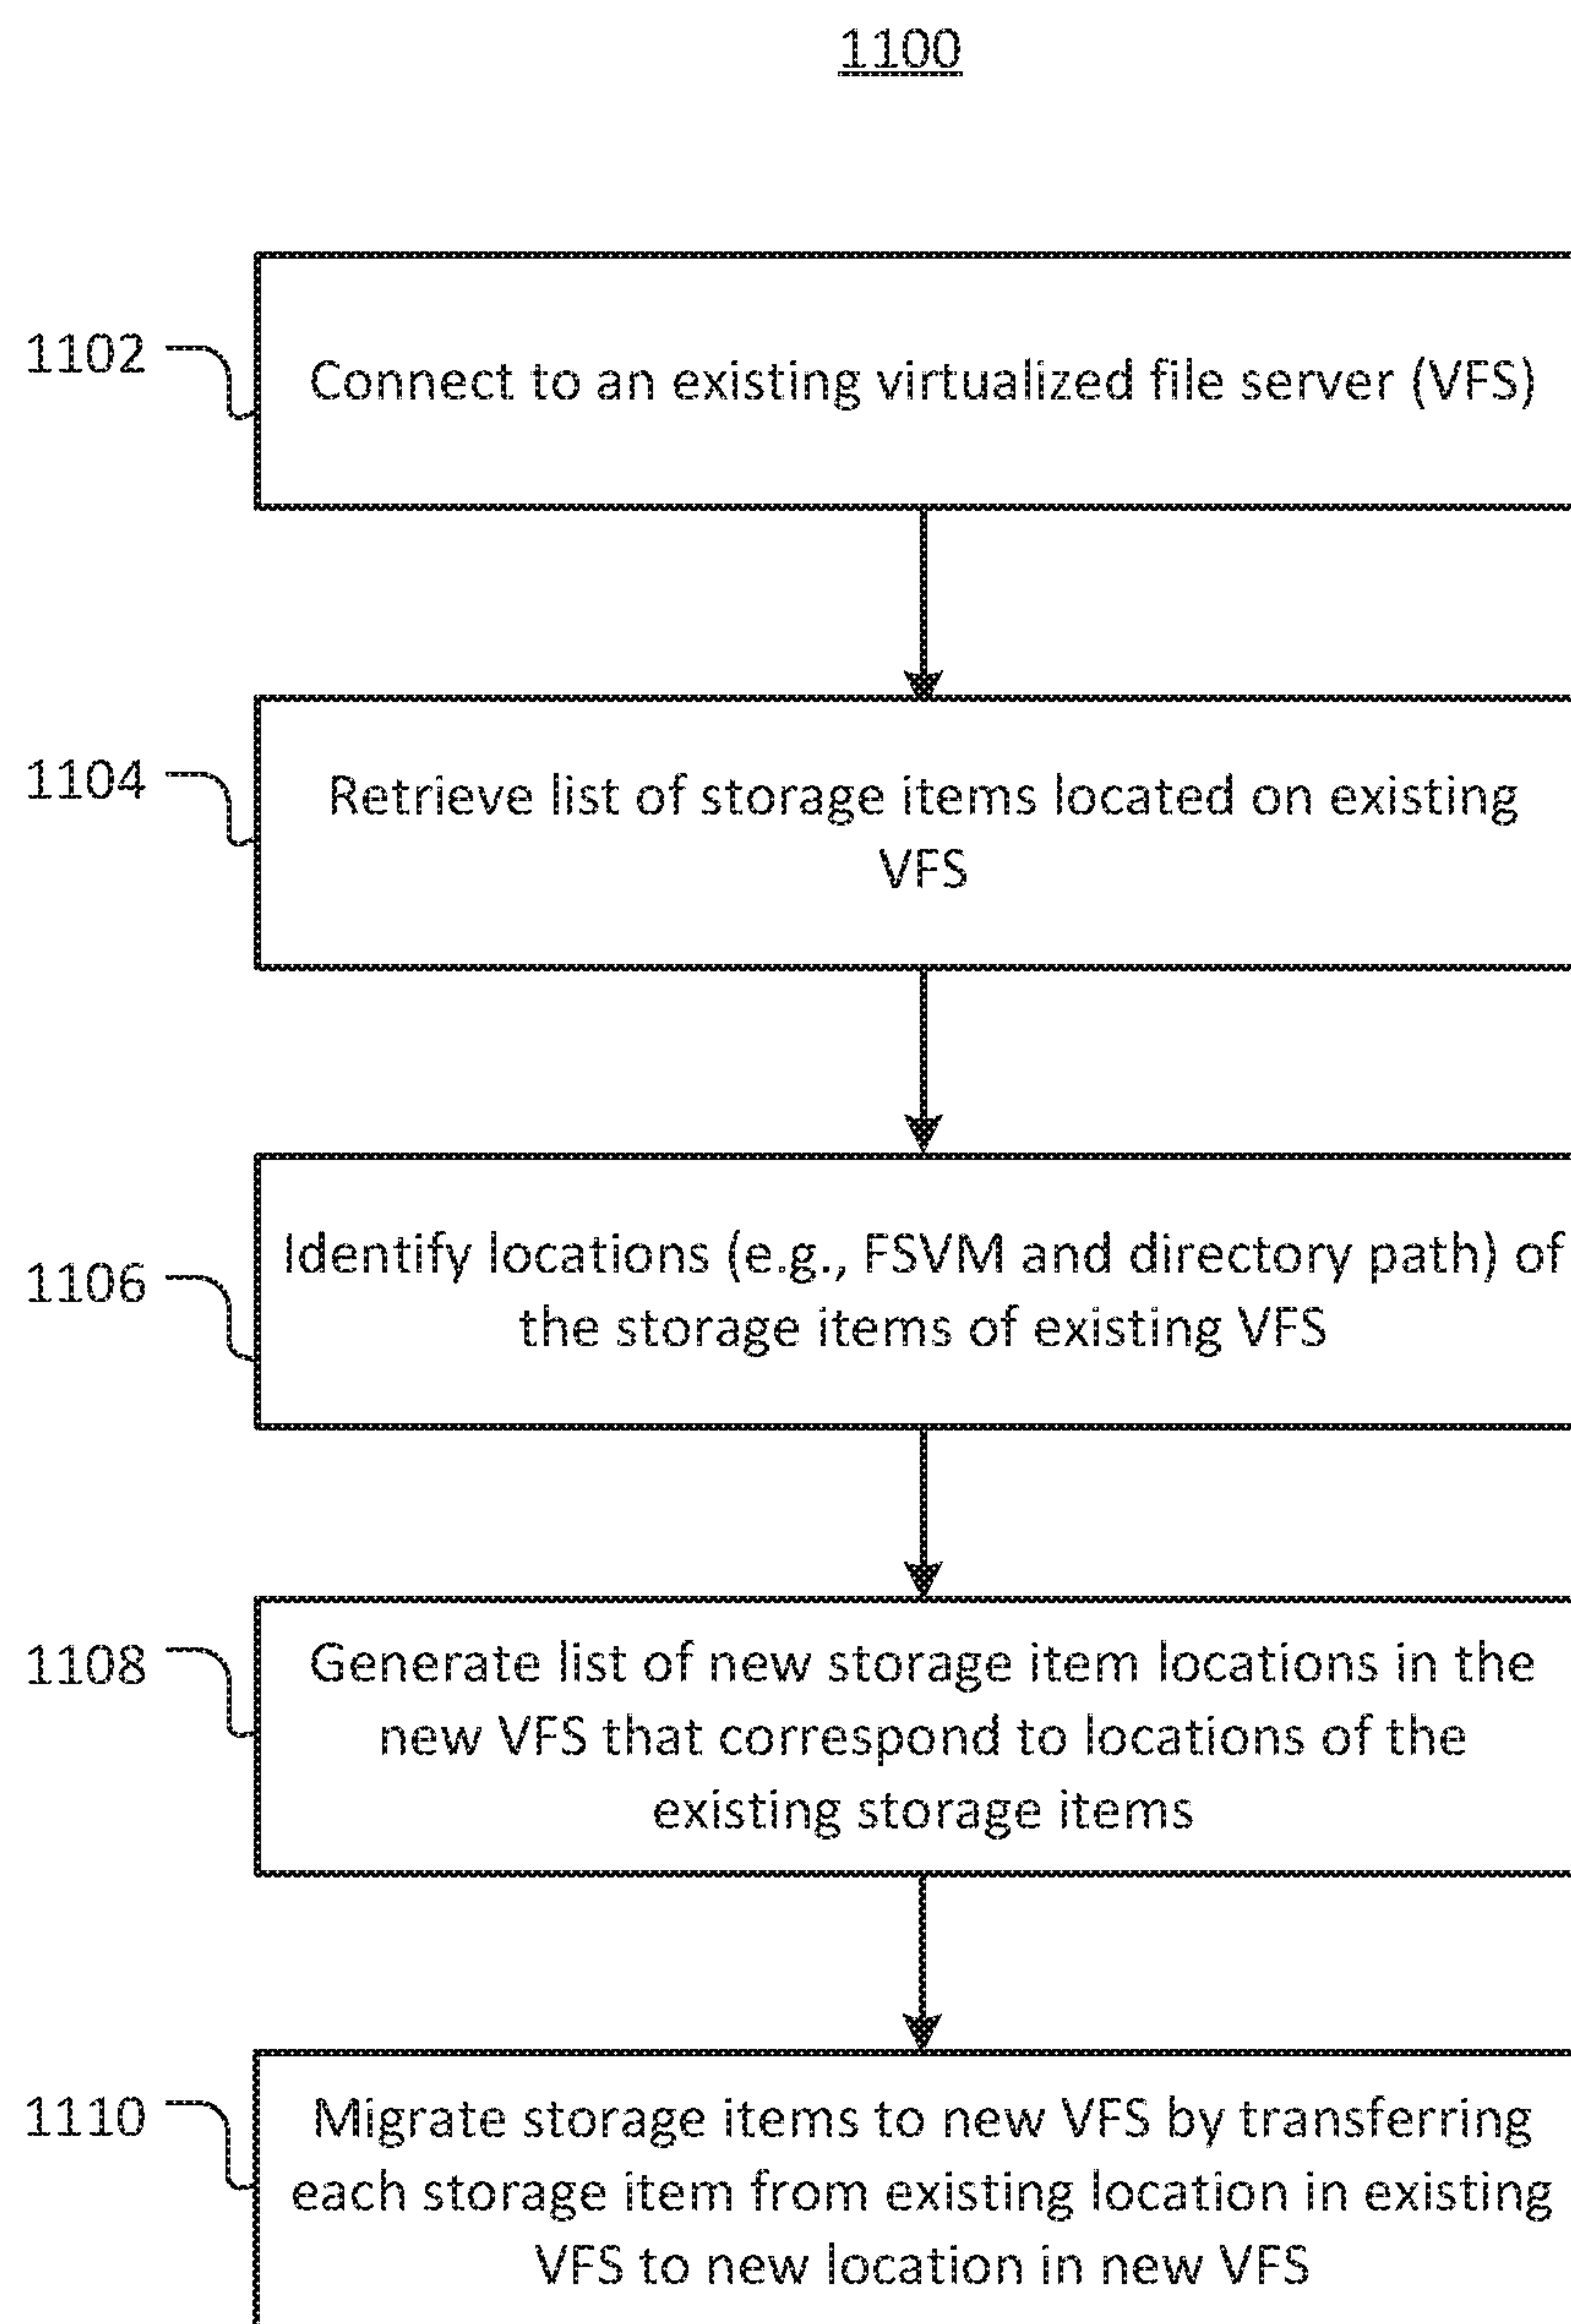 1100
1102
Connect to an existing virtualized file server (VFS)
1104
Retrieve list of storage items located on existing
VFS
1106
Identify locations (e.g., FSVM and directory path) of
the storage items of existing VFS
1108
Generate list of new storage item locations in the
new VFS that correspond to locations of the
existing storage items
1110
Migrate storage items to new VFS by transferring
each storage item from existing location in existing
VFS to new location in new VFS